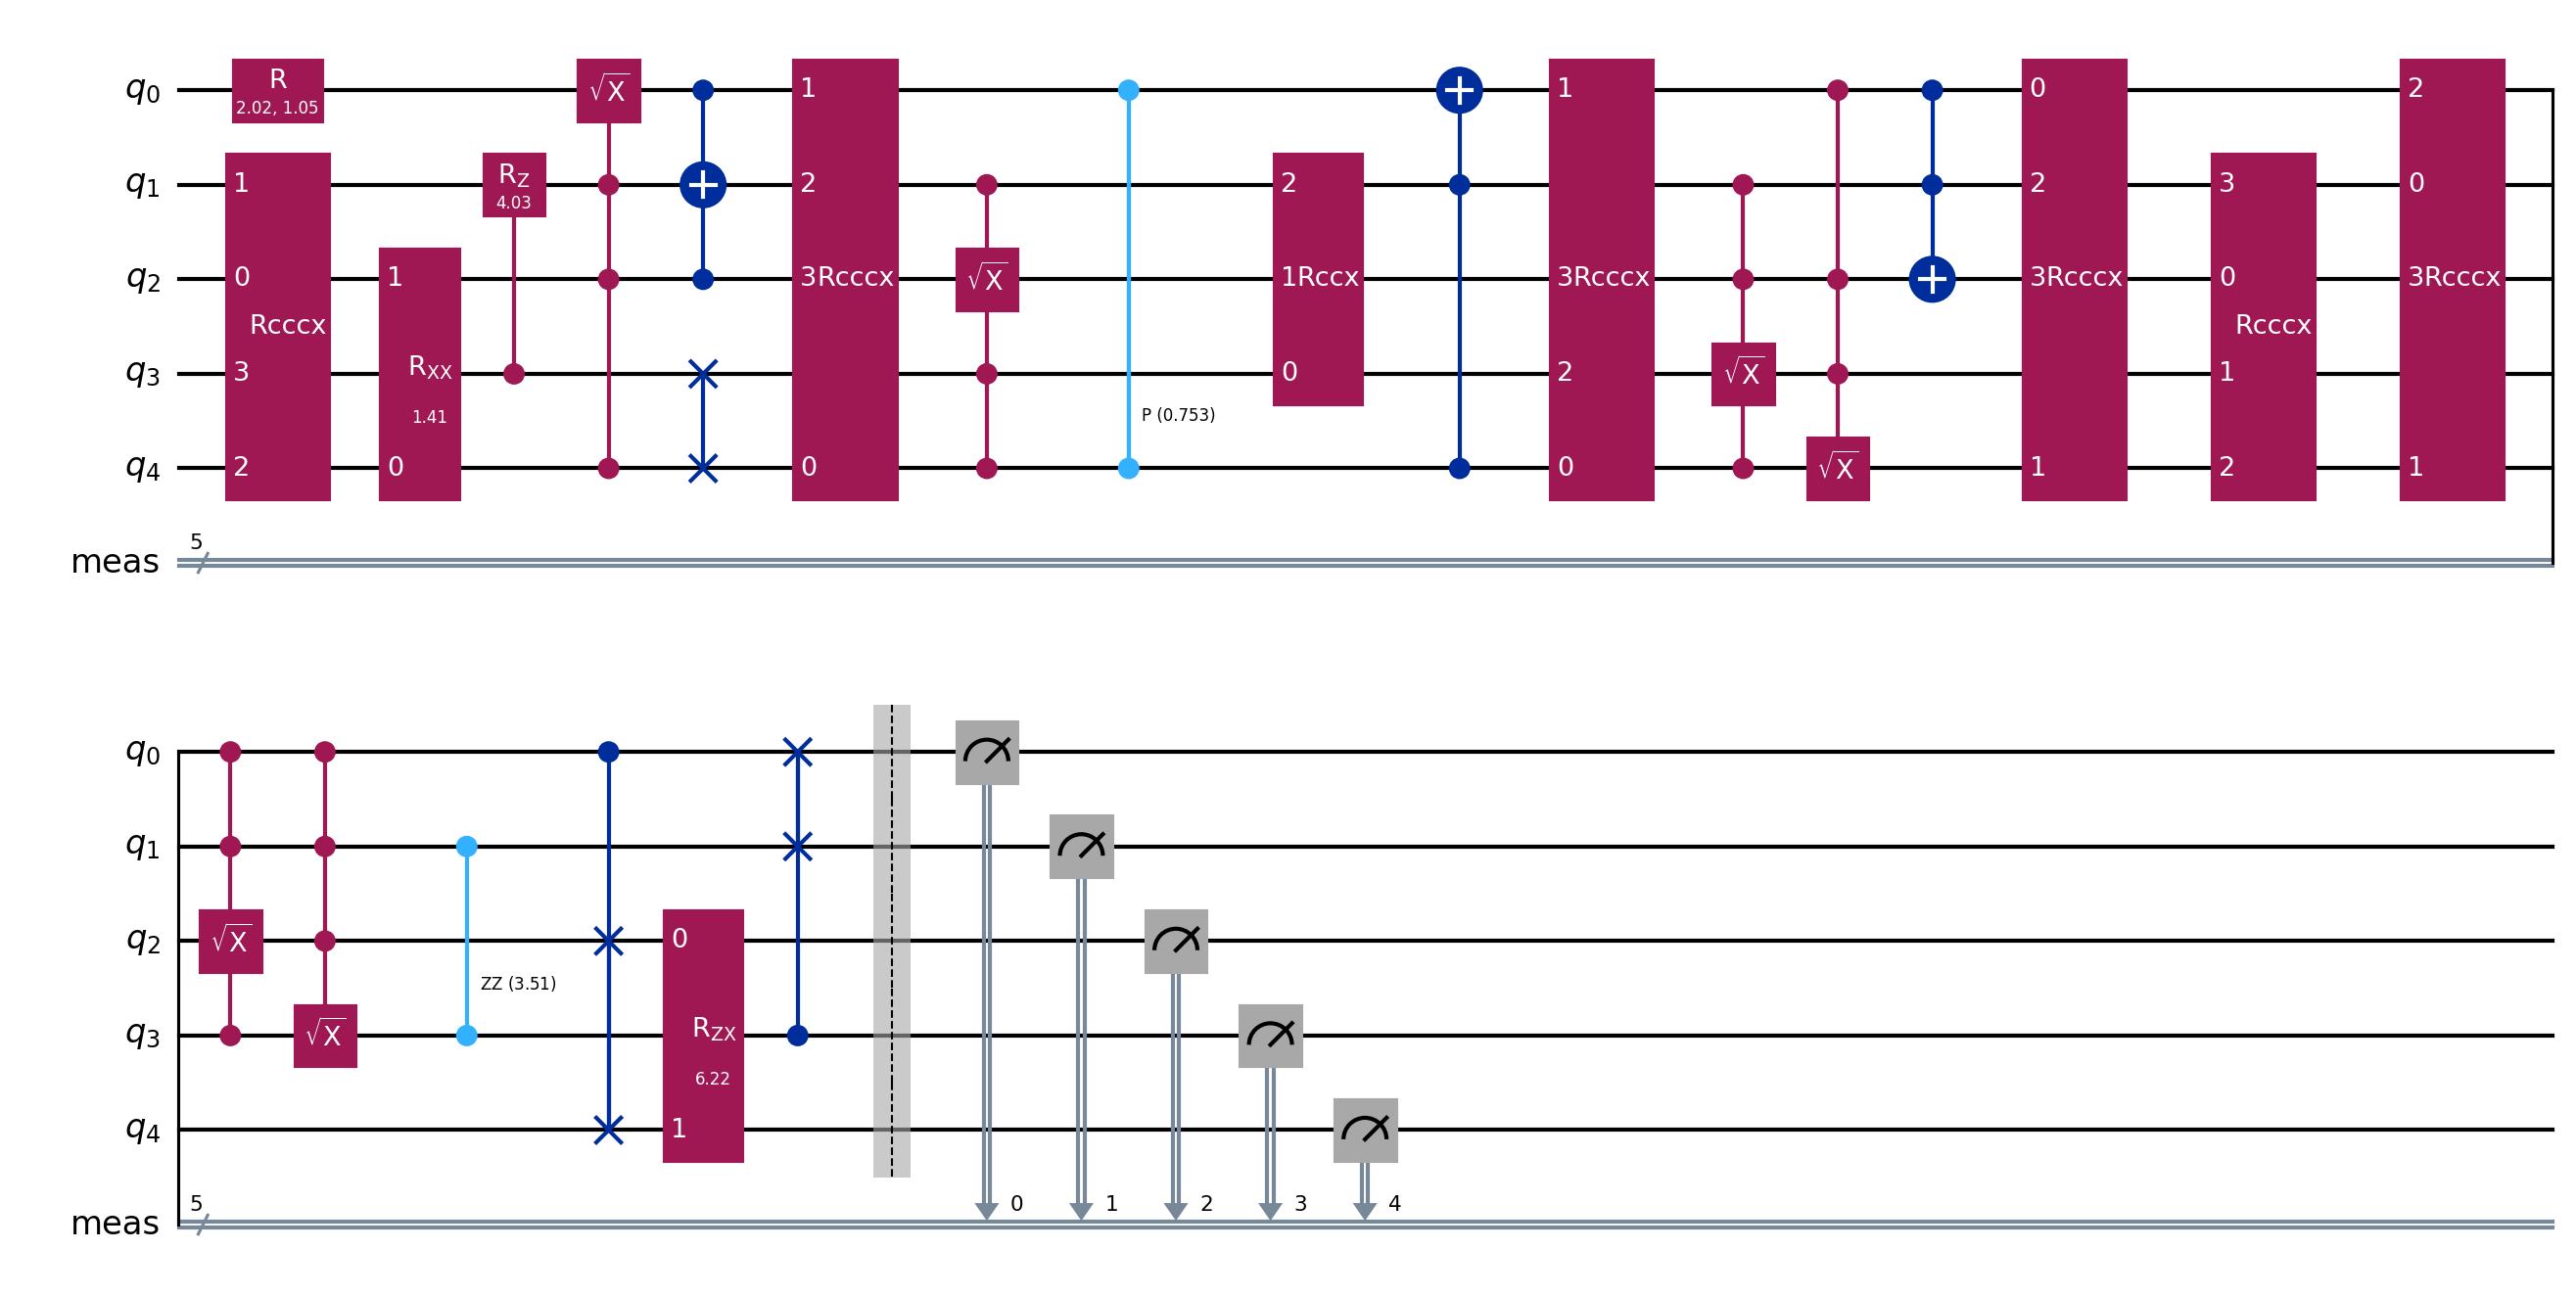 q0 R 2.02, 1.05 √X 1 1 0 2
q1 1 RZ 4.03 2 2 2 3 0
q2 0 1 3Rcccx √X 1Rccx 3Rcccx 3Rcccx 0 3Rcccx
Rcccx Rcccx
q3 3 RXX 0 2 √X 1
1.41 P (0.753)
q4 2 0 0 0 √X 1 2 1
meas 5
q0
q1
q2 √X 0
ZZ (3.51)
q3 √X RZX
6.22
q4 1
meas 5 0 1 2 3 4